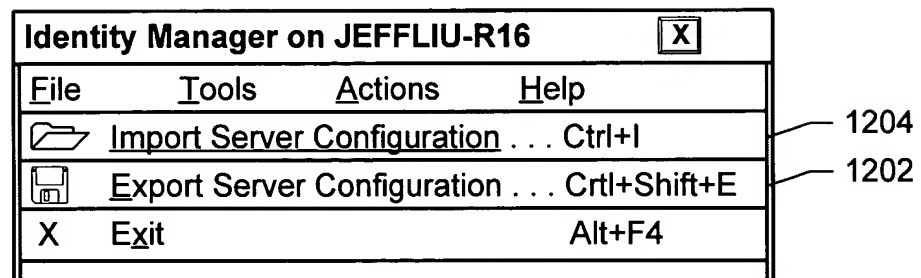 Identity Manager on JEFFLIU-R16 X
File Tools Actions Help
Import Server Configuration . . . Ctrl+I 1204
Export Server Configuration . . . Crtl+Shift+E 1202
X Exit Alt+F4